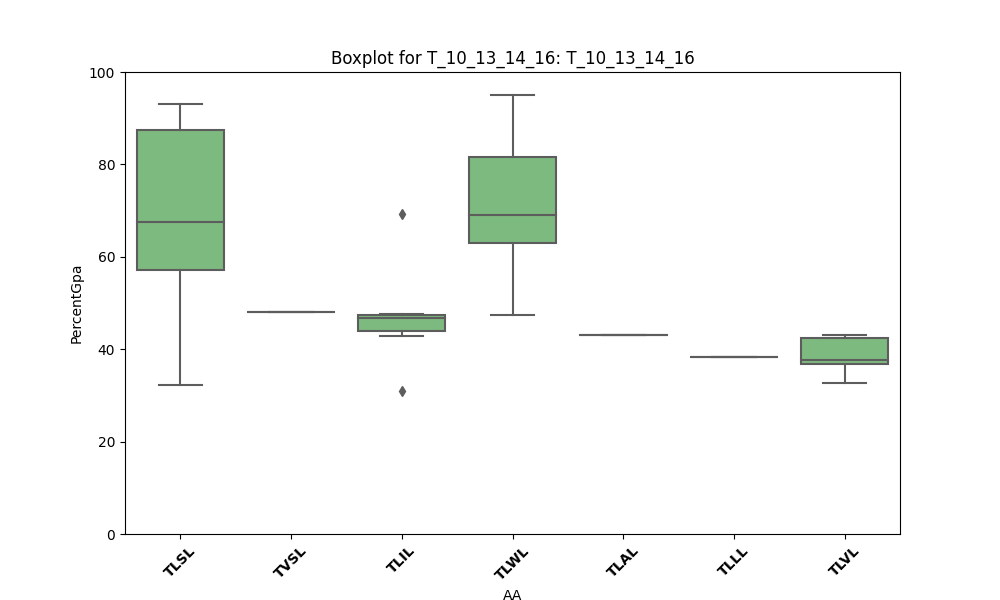 Boxplot for T_10_13_14_16: T_10_13_14_16
100
80
60
40
20
0
PercentGpa
TLSL
TVSL
TLIL
TLWL
TLAL
TLLL
TLVL
AA